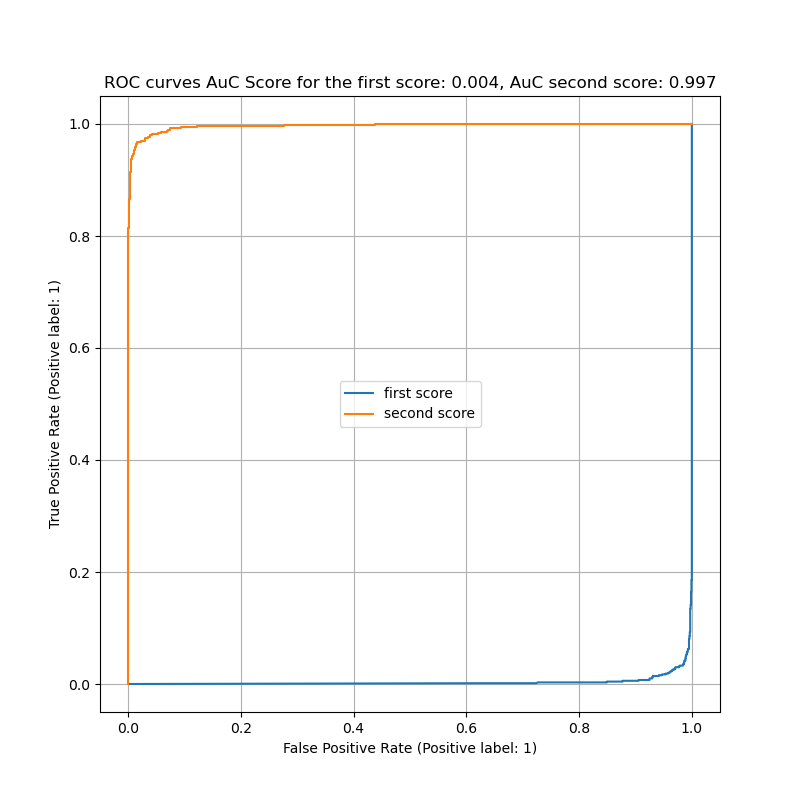 ROC curves AuC Score for the first score: 0.004, AuC second score: 0.997
1.0
0.8
0.6
0.4
0.2
0.0
True Positive Rate (Positive label: 1)
first score
second score
0.0 0.2 0.4 0.6 0.8 1.0
False Positive Rate (Positive label: 1)